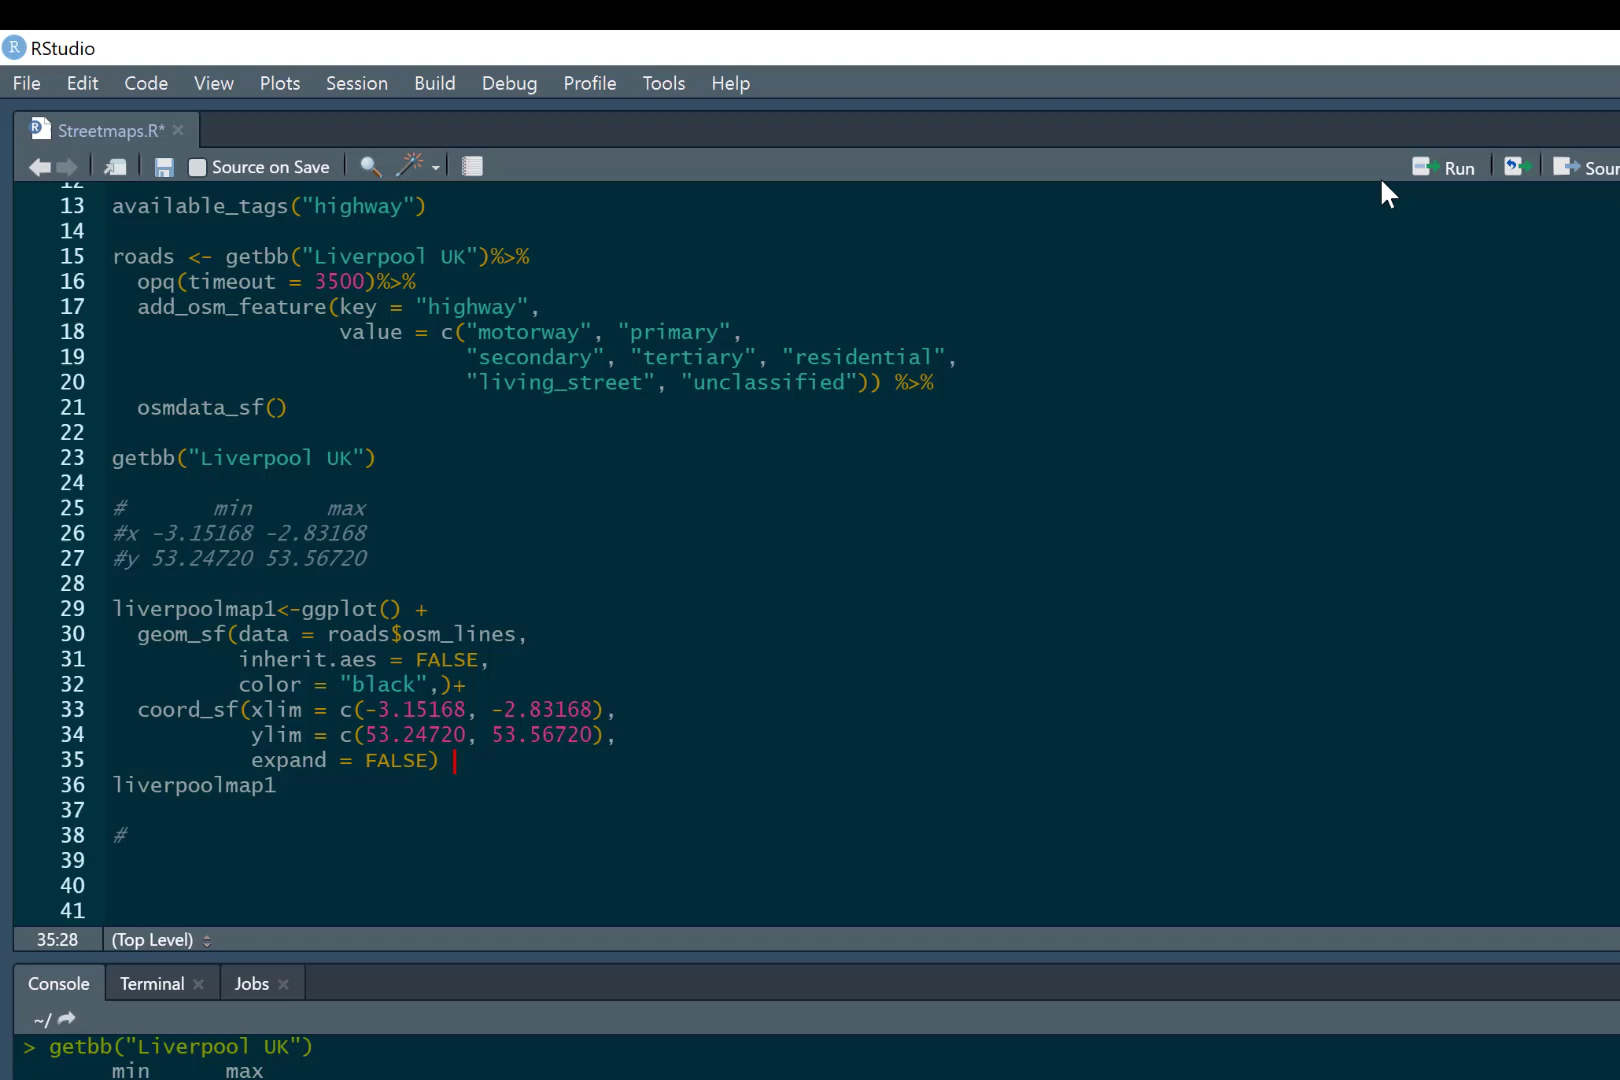 R RStudio
File Edit Code View Plots Session Build Debug Profile Tools Help
Streetmaps.R*
Source on Save Run
12
13 available_tags("highway")
14
15 roads <- getbb("Liverpool UK")%>%
16 opq(timeout = 3500)%>%
17 add_osm_feature(key = "highway",
18 value = c("motorway", "primary",
19 "secondary", "tertiary", "residential",
20 "living_street", "unclassified")) %>%
21 osmdata_sf()
22
23 getbb("Liverpool UK")
24
25 # min max
26 #x -3.15168 -2.83168
27 #y 53.24720 53.56720
28
29 liverpoolmap1<-ggplot() +
30 geom_sf(data = roads$osm_lines,
31 inherit.aes = FALSE,
32 color = "black",)+
33 coord_sf(xlim = c(-3.15168, -2.83168),
34 ylim = c(53.24720, 53.56720),
35 expand = FALSE)
36 liverpoolmap1
37
38 #
39
40
41
35:28 (Top Level)
Console Terminal Jobs
~/
> getbb("Liverpool UK")
min max